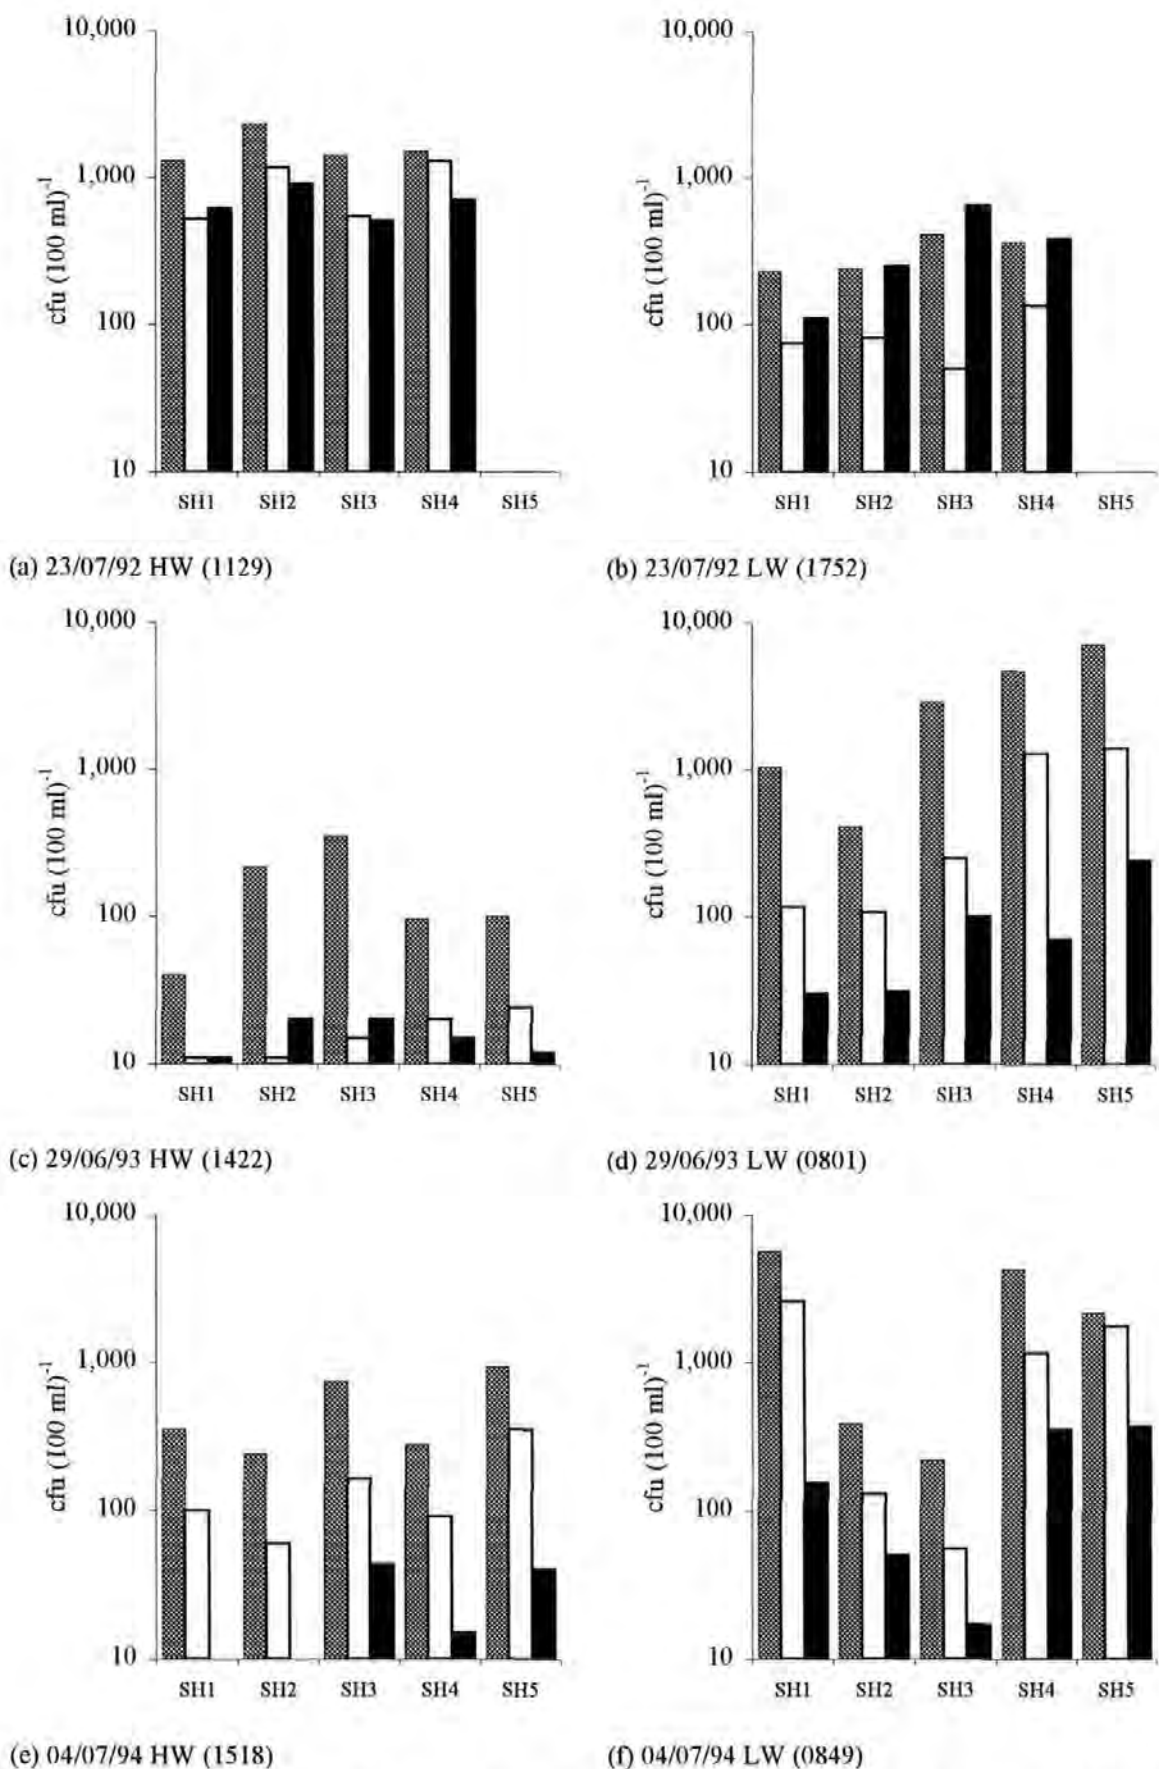 10,000
1,000
100
10
cfu (100 ml)⁻¹
SH1 SH2 SH3 SH4 SH5
(a) 23/07/92 HW (1129)
10,000
1,000
100
10
cfu (100 ml)⁻¹
SH1 SH2 SH3 SH4 SH5
(b) 23/07/92 LW (1752)
10,000
1,000
100
10
cfu (100 ml)⁻¹
SH1 SH2 SH3 SH4 SH5
(c) 29/06/93 HW (1422)
10,000
1,000
100
10
cfu (100 ml)⁻¹
SH1 SH2 SH3 SH4 SH5
(d) 29/06/93 LW (0801)
10,000
1,000
100
10
cfu (100 ml)⁻¹
SH1 SH2 SH3 SH4 SH5
(e) 04/07/94 HW (1518)
10,000
1,000
100
10
cfu (100 ml)⁻¹
SH1 SH2 SH3 SH4 SH5
(f) 04/07/94 LW (0849)